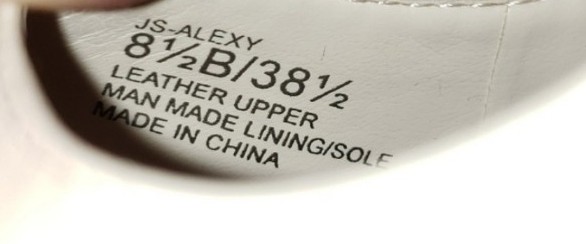 JS-ALEXY
8½B/38½
LEATHER UPPER
MAN MADE LINING/SOLE
MADE IN CHINA